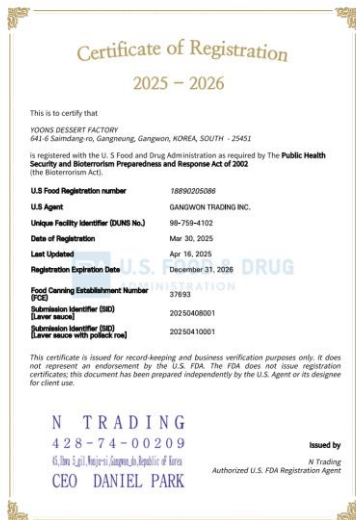 Certificate of Registration
2025 – 2026
This is to certify that
YOONS DESSERT FACTORY
641-6 Saimdang-ro, Gangneung, Gangwon, KOREA, SOUTH - 25451
is registered with the U. S Food and Drug Administration as required by The Public Health
Security and Bioterrorism Preparedness and Response Act of 2002
(the Bioterrorism Act).
U.S Food Registration number 18890205086
U.S Agent GANGWON TRADING INC.
Unique Facility Identifier (DUNS No.) 98-759-4102
Date of Registration Mar 30, 2025
Last Updated Apr 16, 2025
Registration Expiration Date December 31, 2026
U.S. FOOD & DRUG
ADMINISTRATION
Food Canning Establishment Number
(FCE) 37693
Submission Identifier (SID)
[Laver sauce] 20250408001
Submission Identifier (SID)
[Laver sauce with pollack roe] 20250410001
This certificate is issued for record-keeping and business verification purposes only. It does
not represent an endorsement by the U.S. FDA. The FDA does not issue registration
certificates; this document has been prepared independently by the U.S. Agent or its designee
for client use.
N TRADING
428-74-00209
Gangwon_do, Republic of Korea
CEO DANIEL PARK
Issued by
N Trading
Authorized U.S. FDA Registration Agent